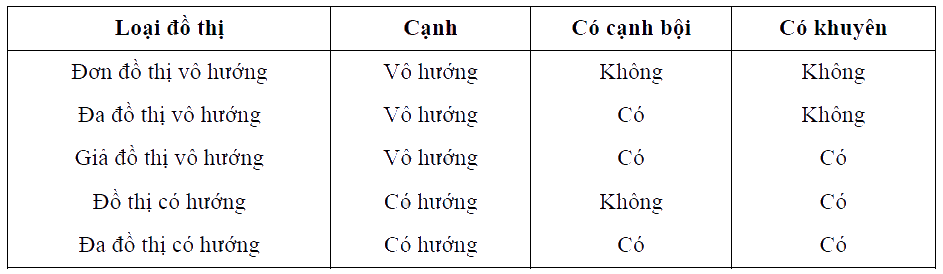 Loại đồ thị Cạnh Có cạnh bội Có khuyên
Đơn đồ thị vô hướng Vô hướng Không Không
Đa đồ thị vô hướng Vô hướng Có Không
Giả đồ thị vô hướng Vô hướng Có Có
Đồ thị có hướng Có hướng Không Có
Đa đồ thị có hướng Có hướng Có Có